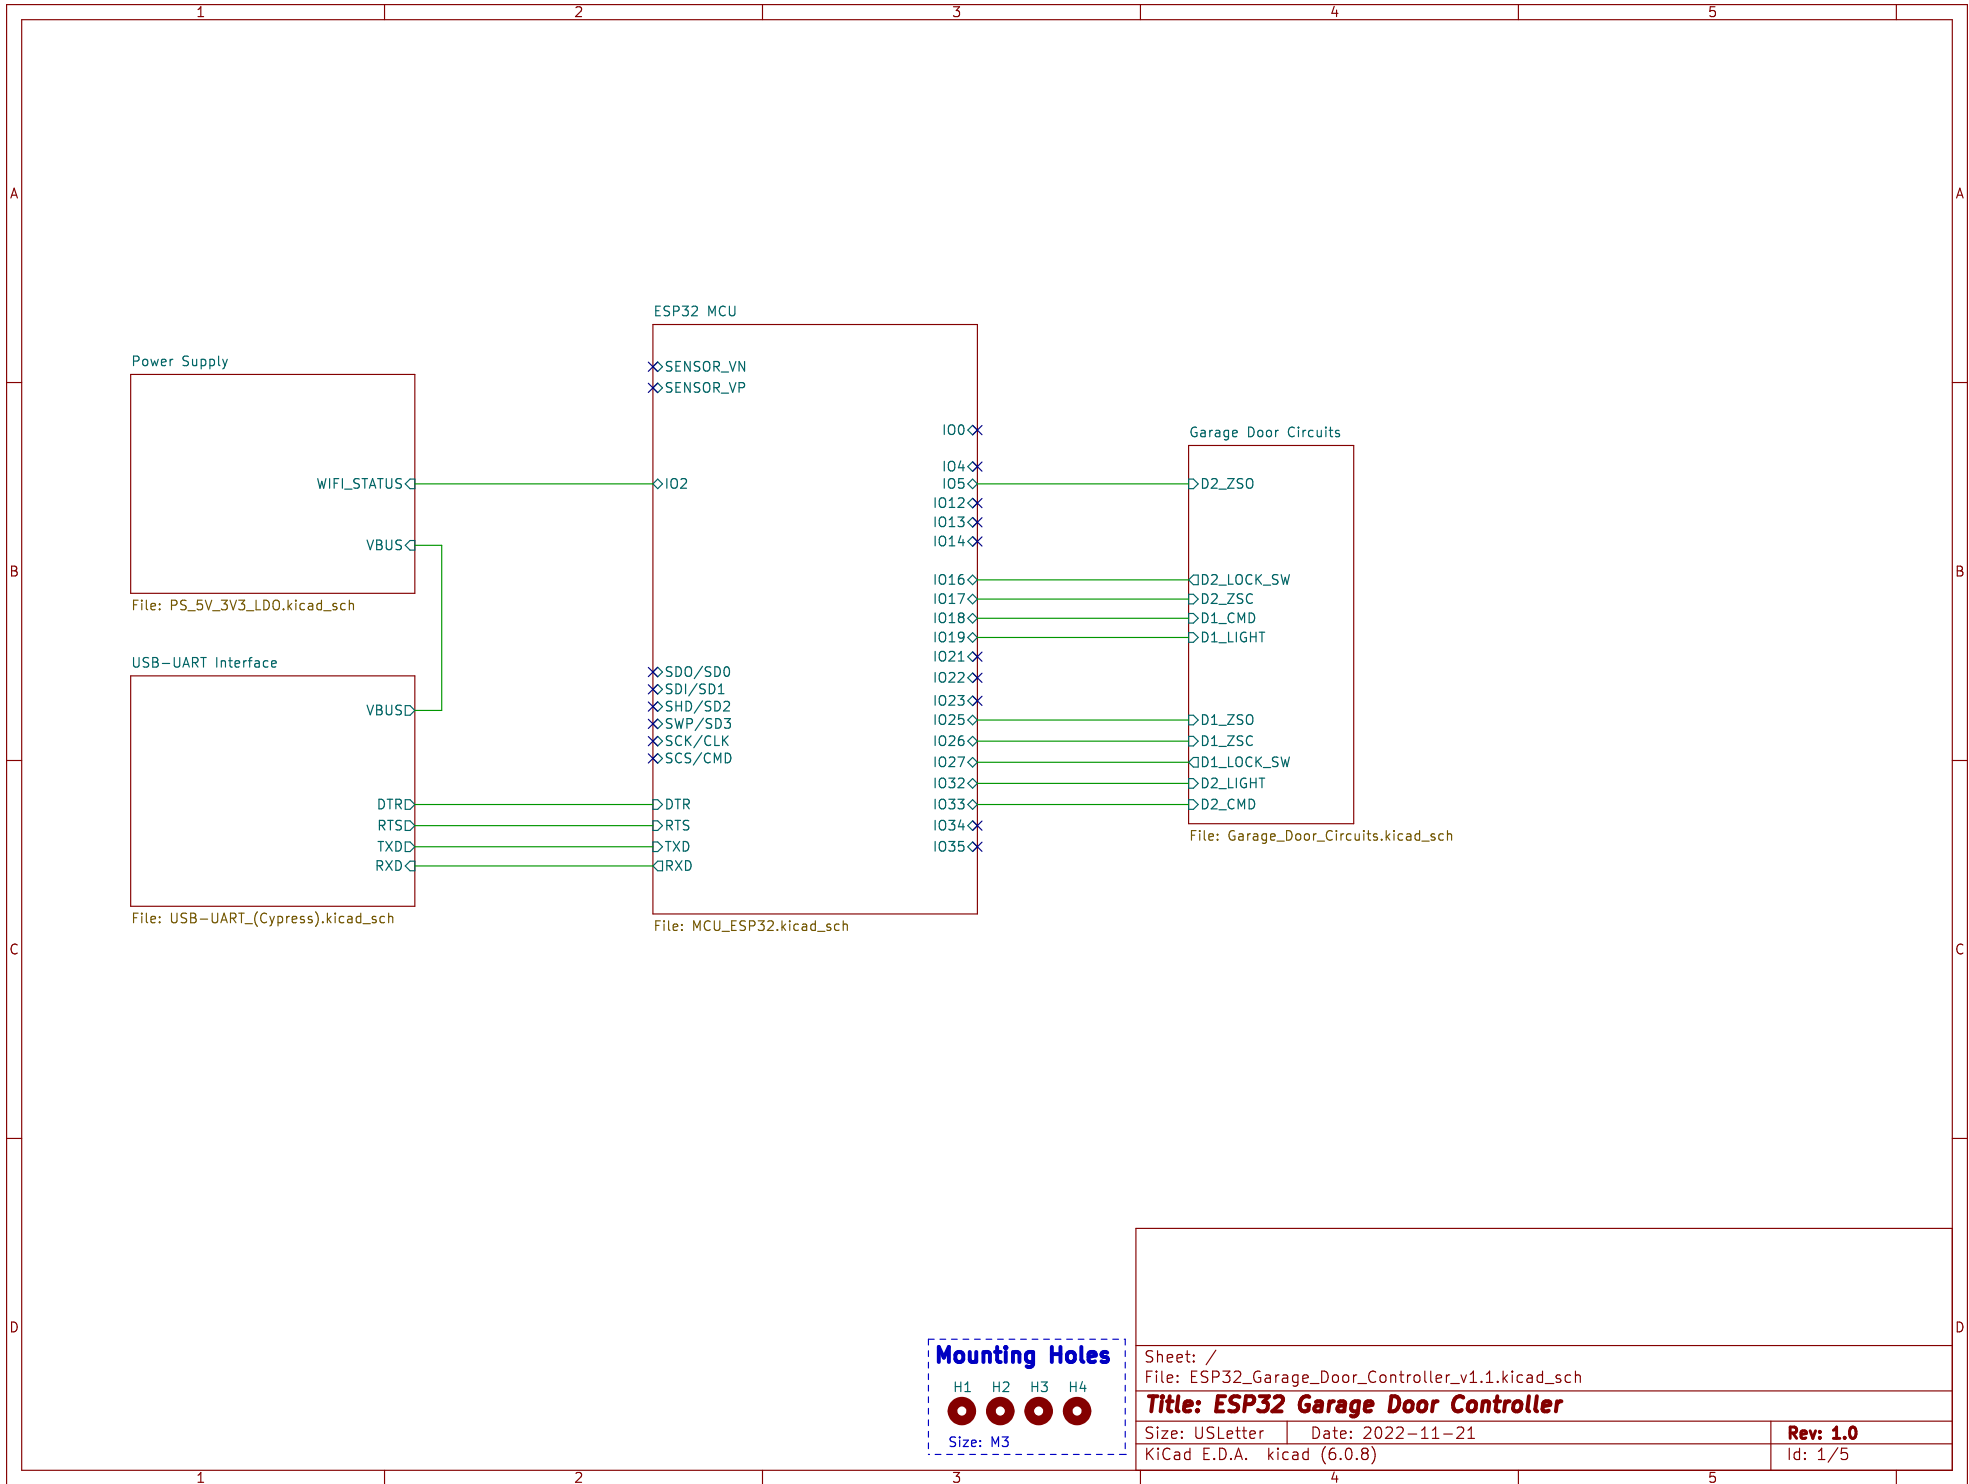 1 2 3 4 5
A
A
B
B
C
C
D
D
Power Supply
WIFI_STATUS
VBUS
File: PS_5V_3V3_LDO.kicad_sch
USB-UART Interface
VBUS
DTR
RTS
TXD
RXD
File: USB-UART_(Cypress).kicad_sch
ESP32 MCU
SENSOR_VN
SENSOR_VP
IO2
SDO/SD0
SDI/SD1
SHD/SD2
SWP/SD3
SCK/CLK
SCS/CMD
DTR
RTS
TXD
RXD
IO0
IO4
IO5
IO12
IO13
IO14
IO16
IO17
IO18
IO19
IO21
IO22
IO23
IO25
IO26
IO27
IO32
IO33
IO34
IO35
File: MCU_ESP32.kicad_sch
Garage Door Circuits
D2_ZSO
D2_LOCK_SW
D2_ZSC
D1_CMD
D1_LIGHT
D1_ZSO
D1_ZSC
D1_LOCK_SW
D2_LIGHT
D2_CMD
File: Garage_Door_Circuits.kicad_sch
Mounting Holes
H1 H2 H3 H4
Size: M3
Sheet: /
File: ESP32_Garage_Door_Controller_v1.1.kicad_sch
Title: ESP32 Garage Door Controller
Size: USLetter Date: 2022-11-21 Rev: 1.0
KiCad E.D.A. kicad (6.0.8) Id: 1/5
1 2 3 4 5